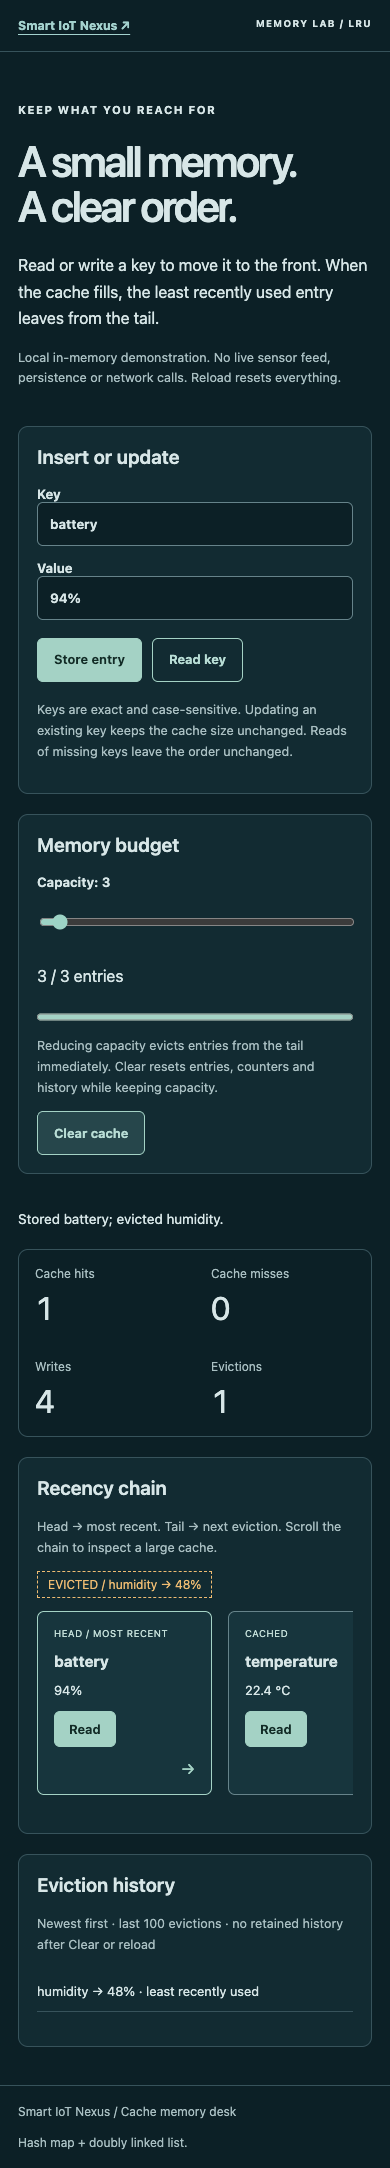 Smart IoT Nexus ↗
MEMORY LAB / LRU
KEEP WHAT YOU REACH FOR
A small memory.
A clear order.
Read or write a key to move it to the front. When
the cache fills, the least recently used entry
leaves from the tail.
Local in-memory demonstration. No live sensor feed,
persistence or network calls. Reload resets everything.
Insert or update
Key
battery
Value
94%
Store entry
Read key
Keys are exact and case-sensitive. Updating an
existing key keeps the cache size unchanged. Reads
of missing keys leave the order unchanged.
Memory budget
Capacity: 3
3 / 3 entries
Reducing capacity evicts entries from the tail
immediately. Clear resets entries, counters and
history while keeping capacity.
Clear cache
Stored battery; evicted humidity.
Cache hits
1
Cache misses
0
Writes
4
Evictions
1
Recency chain
Head → most recent. Tail → next eviction. Scroll the
chain to inspect a large cache.
EVICTED / humidity → 48%
HEAD / MOST RECENT
battery
94%
Read
→
CACHED
temperature
22.4 °C
Read
Eviction history
Newest first · last 100 evictions · no retained history
after Clear or reload
humidity → 48% · least recently used
Smart IoT Nexus / Cache memory desk
Hash map + doubly linked list.